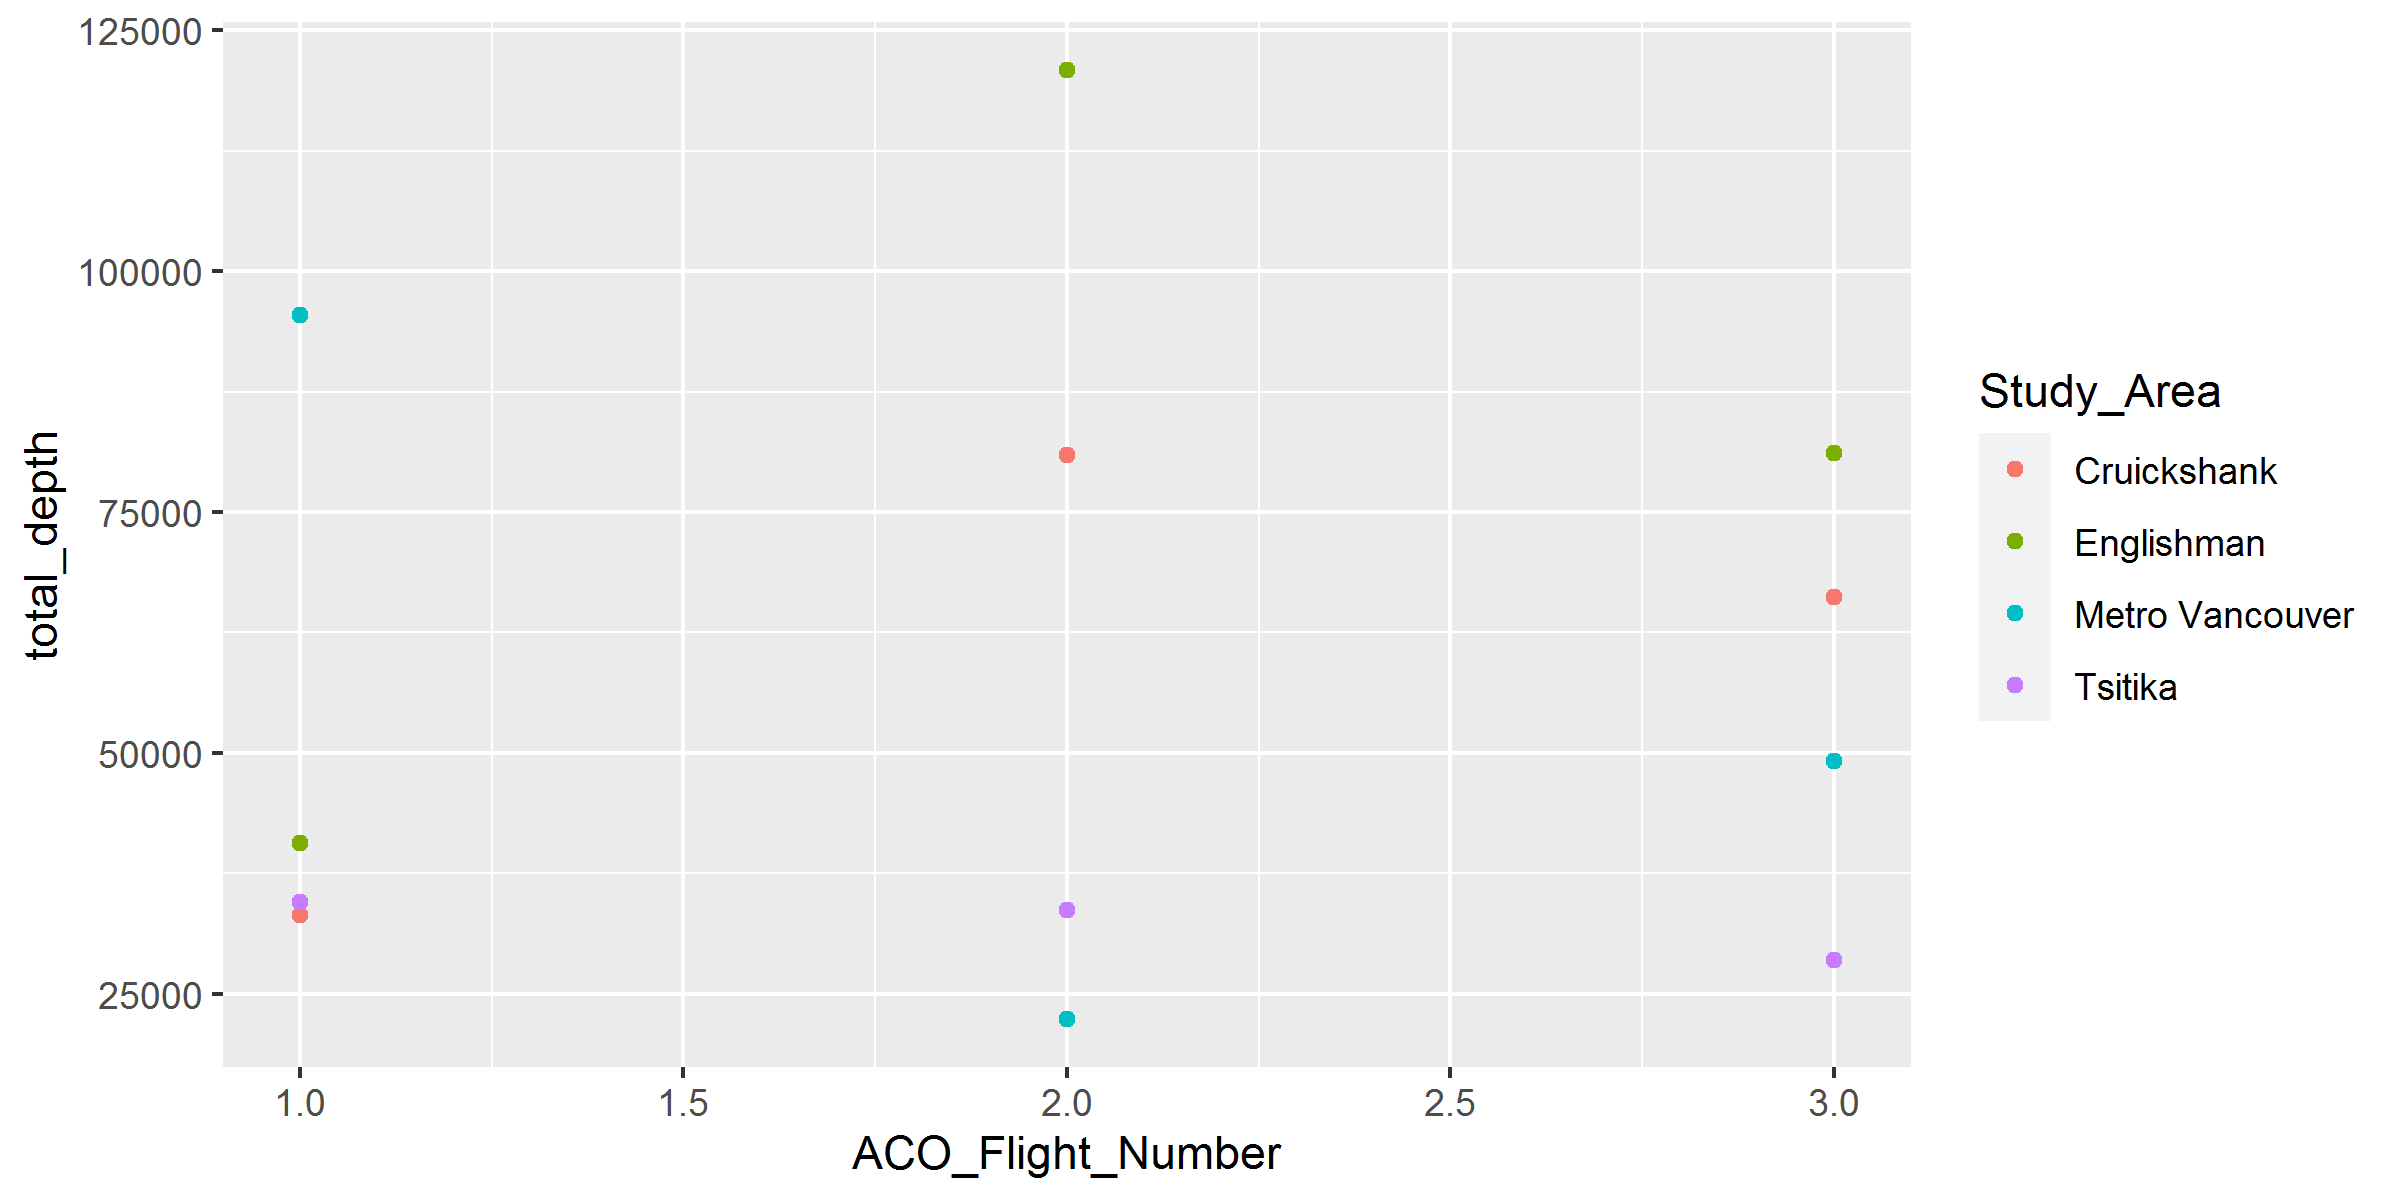 125000
100000
75000
50000
25000
total_depth
1.0 1.5 2.0 2.5 3.0
ACO_Flight_Number
Study_Area
Cruickshank
Englishman
Metro Vancouver
Tsitika